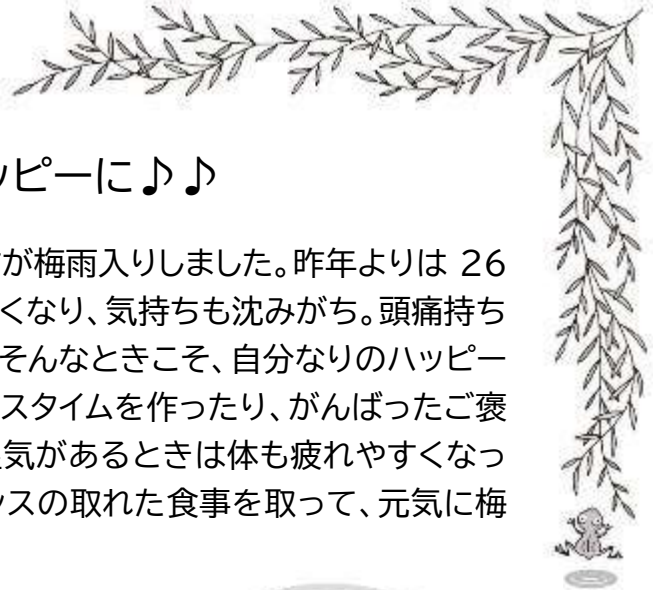 ッピーに♪♪
が梅雨入りしました。昨年よりは 26
くなり、気持ちも沈みがち。頭痛持ち
そんなときこそ、自分なりのハッピー
スタイムを作ったり、がんばったご褒
気があるときは体も疲れやすくなっ
ンスの取れた食事を取って、元気に梅